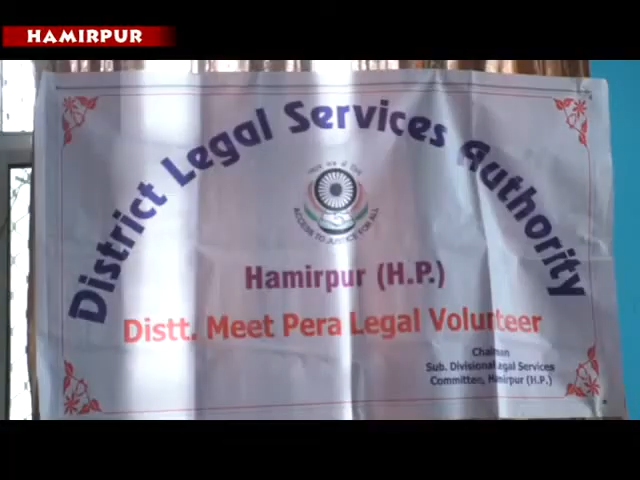 HAMIRPUR
District Legal Services Authority
ACCESS TO JUSTICE FOR ALL
Hamirpur (H.P.)
Distt. Meet Pera Legal Volunteer
Chairman
Sub. Divisional Legal Services
Committee, Hamirpur (H.P.)